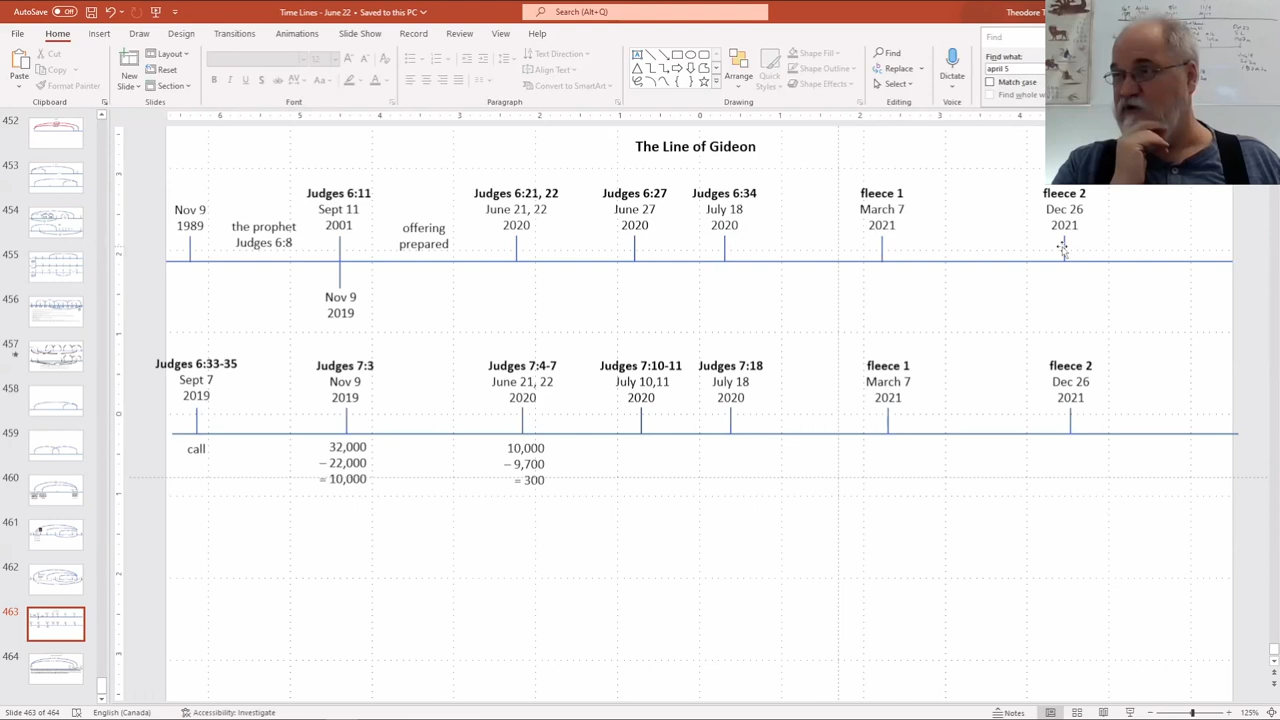 AutoSave
Time Lines - June 22 - Saved to this PC
Search (Alt+Q)
Theodore T
File Home Insert Draw Design Transitions Animations Slide Show Record Review View Help
Cut
Copy
Format Painter
Clipboard
New
Slide
Layout
Reset
Section
Slides
Font
Paragraph
Text Direction
Align Text
Convert to SmartArt
Arrange
Quick
Styles
Shape Fill
Shape Outline
Shape Effects
Drawing
Find
Replace
Select
Editing
Dictate
Voice
Find
Find what:
april 5
Match case
Find whole w
452
453
454
455
456
457
458
459
460
461
462
463
464
The Line of Gideon
Nov 9
1989
the prophet
Judges 6:8
Judges 6:11
Sept 11
2001
Nov 9
2019
offering
prepared
Judges 6:21, 22
June 21, 22
2020
Judges 6:27
June 27
2020
Judges 6:34
July 18
2020
fleece 1
March 7
2021
fleece 2
Dec 26
2021
Judges 6:33-35
Sept 7
2019
call
Judges 7:3
Nov 9
2019
32,000
– 22,000
= 10,000
Judges 7:4-7
June 21, 22
2020
10,000
– 9,700
= 300
Judges 7:10-11
July 10,11
2020
Judges 7:18
July 18
2020
fleece 1
March 7
2021
fleece 2
Dec 26
2021
Slide 463 of 464
English (Canada)
Accessibility: Investigate
Notes
125%